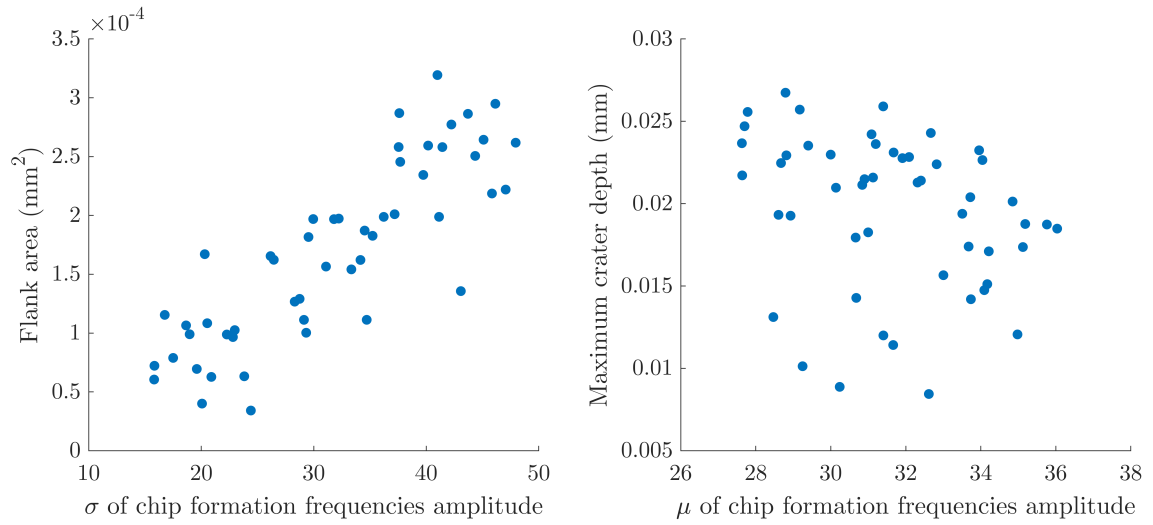 ×10⁻⁴
3.5
3
2.5
2
1.5
1
0.5
0
10 20 30 40 50
Flank area (mm²)
σ of chip formation frequencies amplitude
0.03
0.025
0.02
0.015
0.01
0.005
26 28 30 32 34 36 38
Maximum crater depth (mm)
μ of chip formation frequencies amplitude